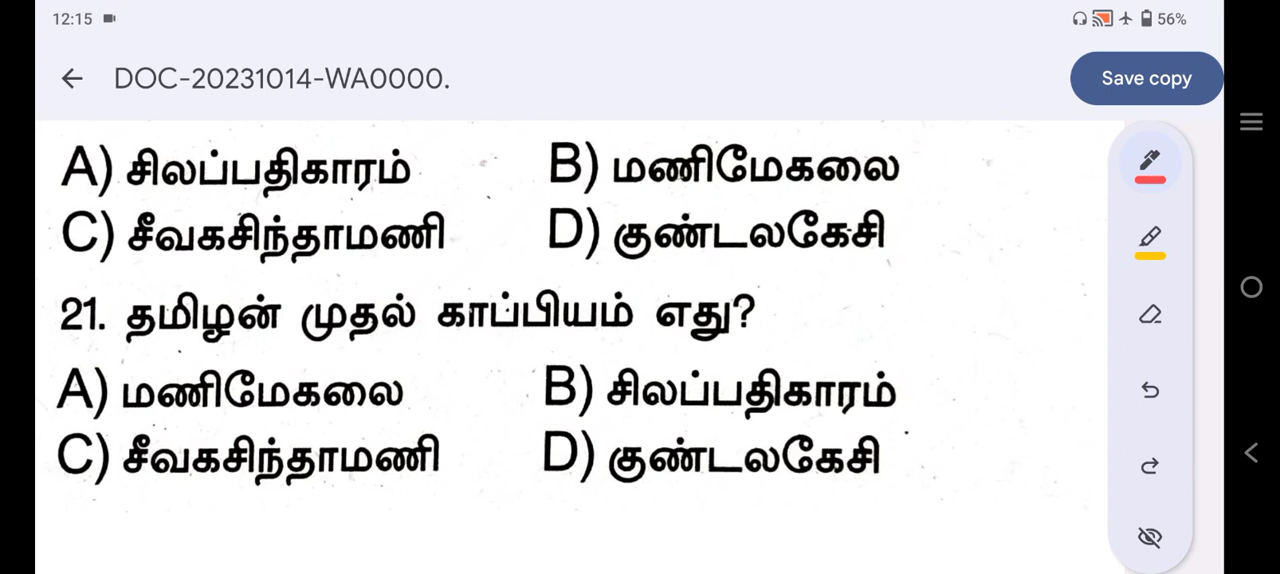 12:15 56%
DOC-20231014-WA0000. Save copy
A) சிலப்பதிகாரம் B) மணிமேகலை
C) சீவகசிந்தாமணி D) குண்டலகேசி
21. தமிழன் முதல் காப்பியம் எது?
A) மணிமேகலை B) சிலப்பதிகாரம்
C) சீவகசிந்தாமணி D) குண்டலகேசி